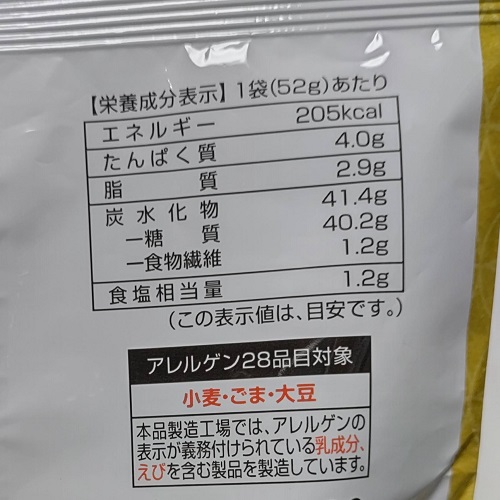 【栄養成分表示】1袋(52g)あたり
エネルギー 205kcal
たんぱく質 4.0g
脂質 2.9g
炭水化物 41.4g
－糖質 40.2g
－食物繊維 1.2g
食塩相当量 1.2g
(この表示値は、目安です。)
アレルゲン28品目対象
小麦・ごま・大豆
本品製造工場では、アレルゲンの
表示が義務付けられている乳成分、
えびを含む製品を製造しています。